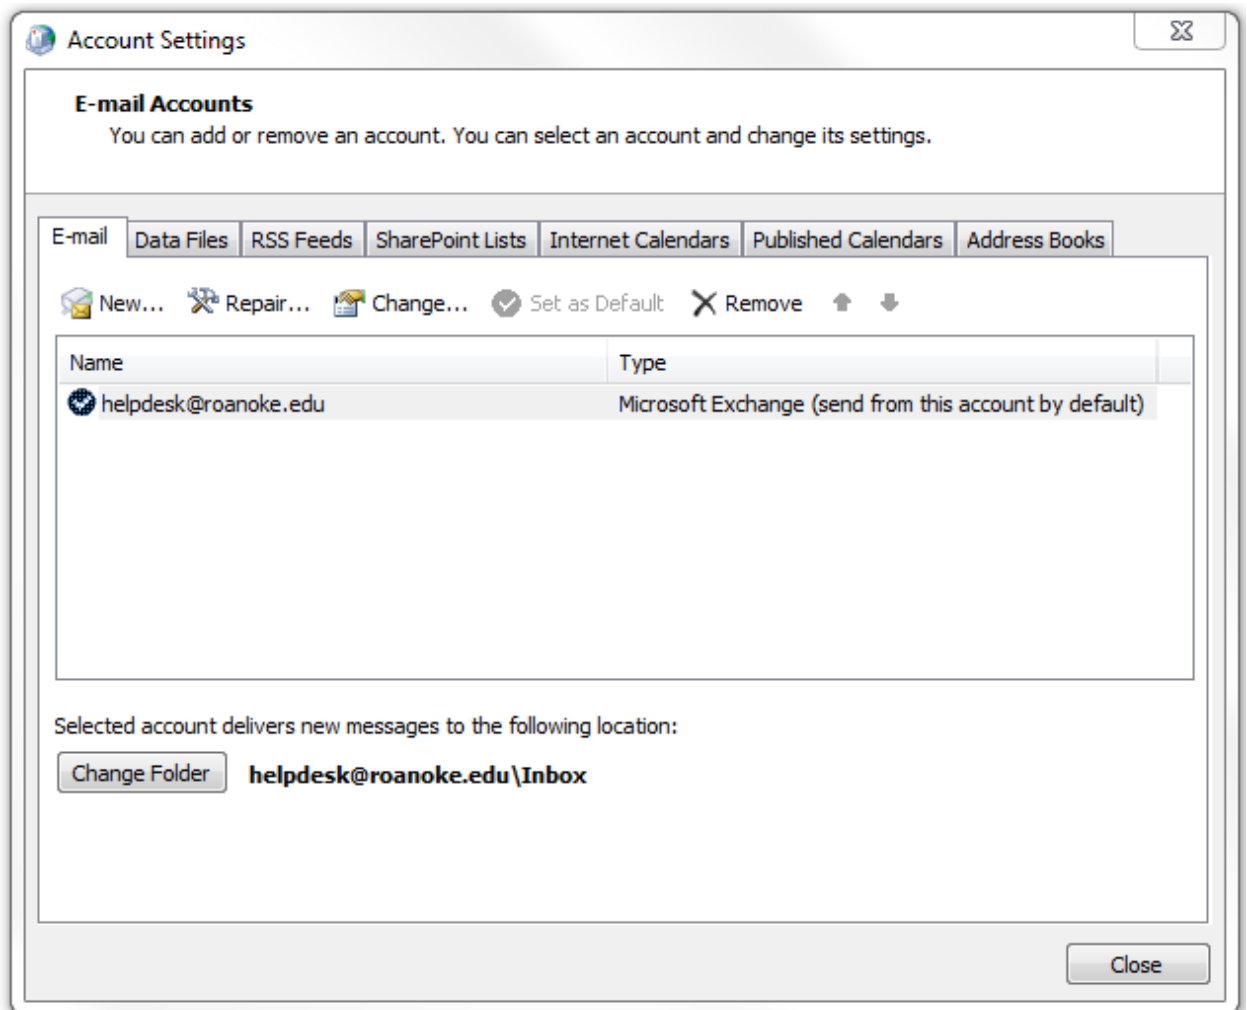 Account Settings
E-mail Accounts
You can add or remove an account. You can select an account and change its settings.
E-mail Data Files RSS Feeds SharePoint Lists Internet Calendars Published Calendars Address Books
New... Repair... Change... Set as Default Remove
Name Type
helpdesk@roanoke.edu Microsoft Exchange (send from this account by default)
Selected account delivers new messages to the following location:
Change Folder helpdesk@roanoke.edu\Inbox
Close